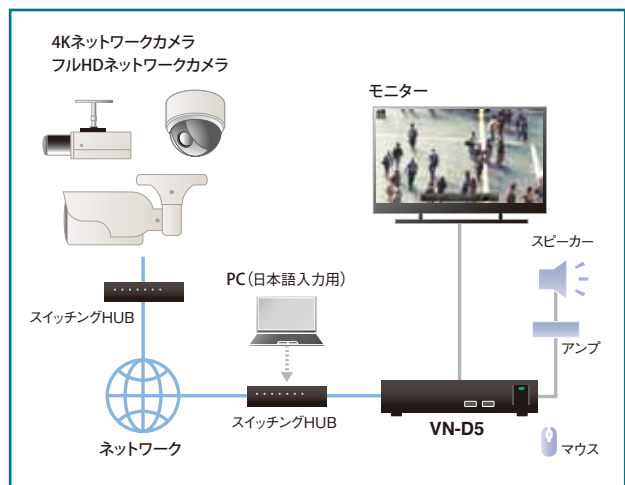 4Kネットワークカメラ
フルHDネットワークカメラ
モニター
スピーカー
PC(日本語入力用)
スイッチングHUB
アンプ
スイッチングHUB
VN-D5
ネットワーク
マウス